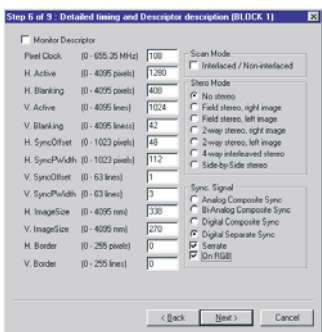 Step 6 of 9 : Detailed timing and Descriptor description (BLOCK 1)
Monitor Descriptor
Pixel Clock (0 - 655.35 MHz) 108
H. Active (0 - 4095 pixels) 1280
H. Blanking (0 - 4095 pixels) 408
V. Active (0 - 4095 lines) 1024
V. Blanking (0 - 4095 liness) 42
H. SyncOffset (0 - 1023 pixels) 48
H. SyncPWidth (0 - 1023 pixels) 112
V. SyncOffset (0 - 63 lines) 1
V. SyncPWidth (0 - 63 lines) 3
H. ImageSize (0 - 4095 mm) 338
V. ImageSize (0 - 4095 mm) 270
H. Border (0 - 255 pixels) 0
V. Border (0 - 255 lines) 0
Scan Mode
Interlaced / Non-interlaced
Stereo Mode
No stereo
Field stereo, right image
Field stereo, left image
2-way stereo, right image
2-way stereo, left image
4-way interleaved stereo
Side-by-Side stereo
Sync. Signal
Analog Composite Sync
Bi-Analog Composite Sync
Digital Composite Sync
Digital Separate Sync
Serrate
On RGB
< Back
Next >
Cancel